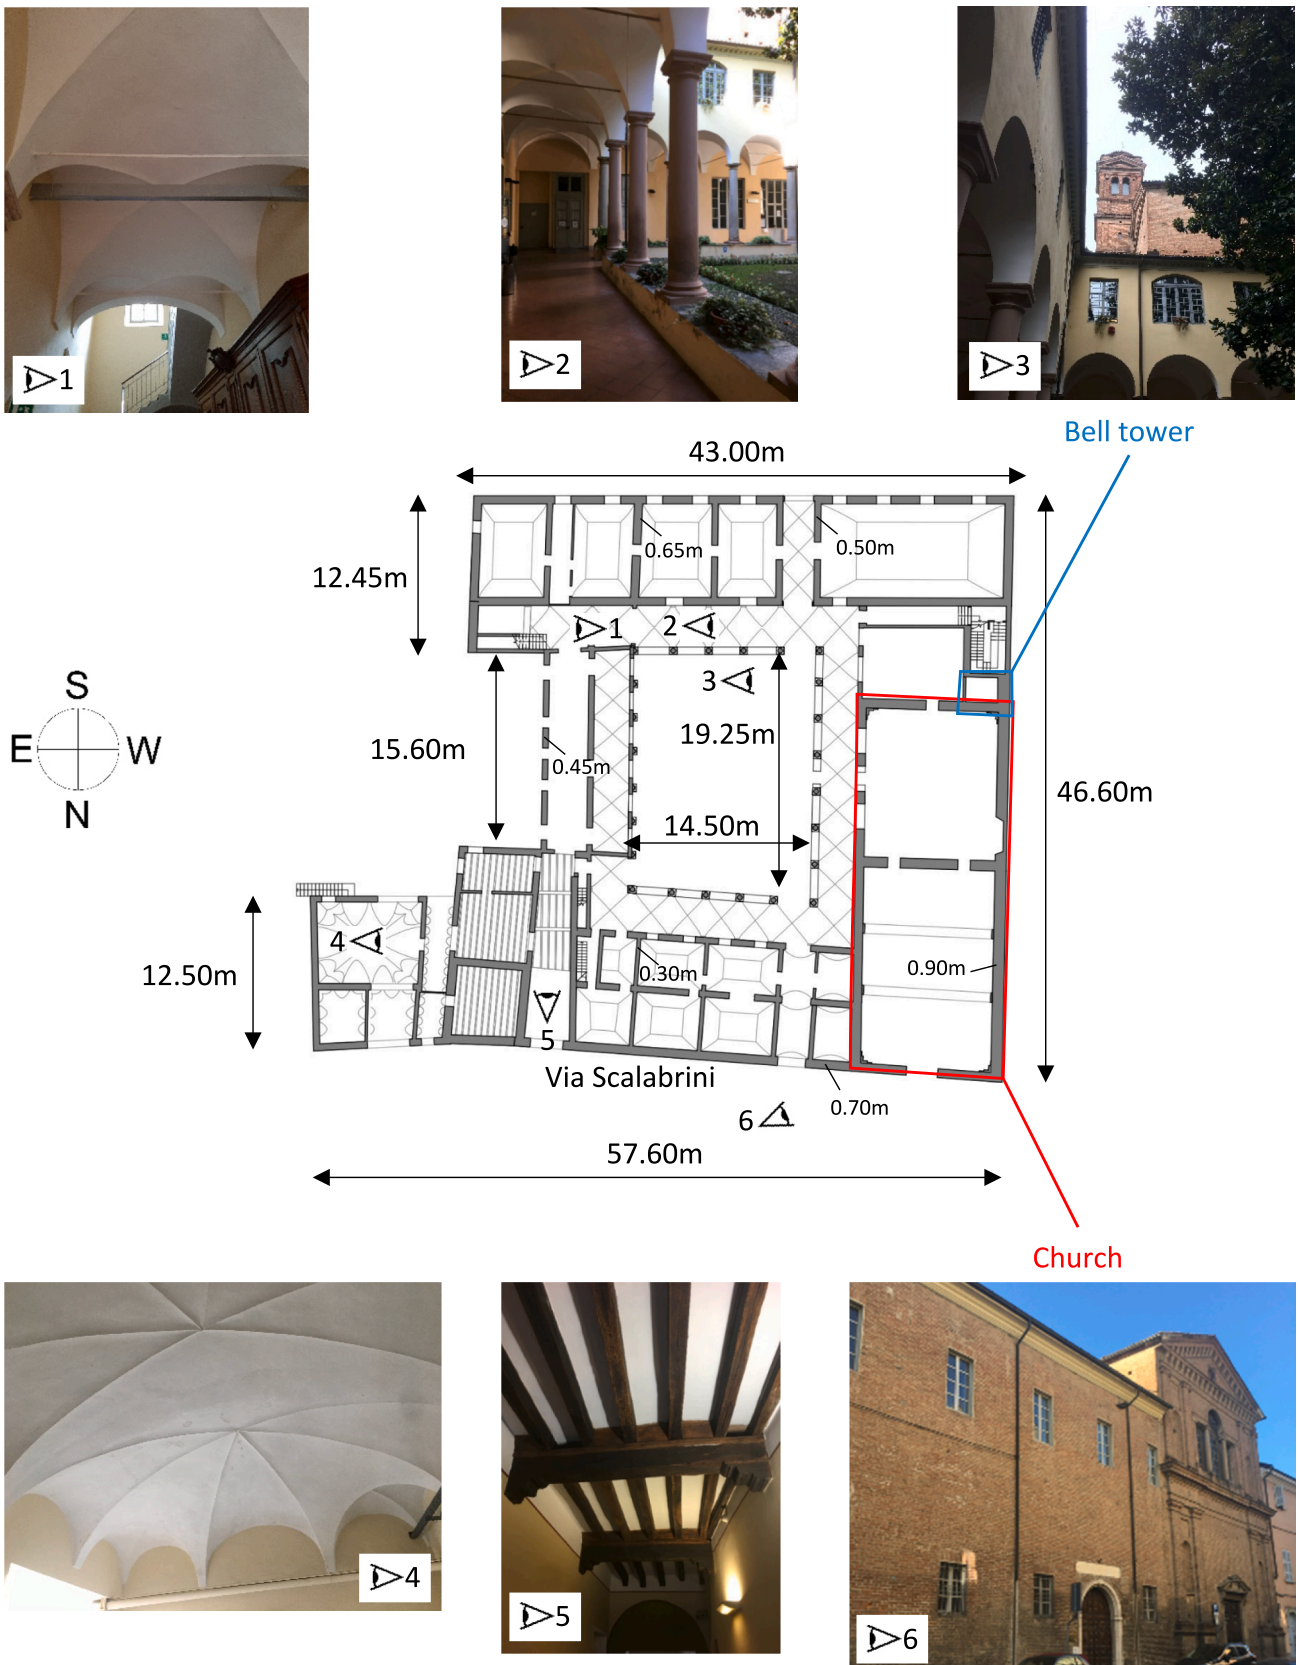 1
2
3
Bell tower
43.00m
12.45m
0.65m
0.50m
1
2
3
S
E W
N
15.60m
0.45m
19.25m
14.50m
46.60m
4
12.50m
0.30m
0.90m
5
Via Scalabrini
6
0.70m
57.60m
Church
4
5
6